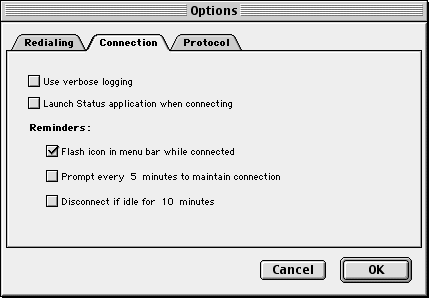 Options
Redialing Connection Protocol
Use verbose logging
Launch Status application when connecting
Reminders:
Flash icon in menu bar while connected
Prompt every 5 minutes to maintain connection
Disconnect if idle for 10 minutes
Cancel OK